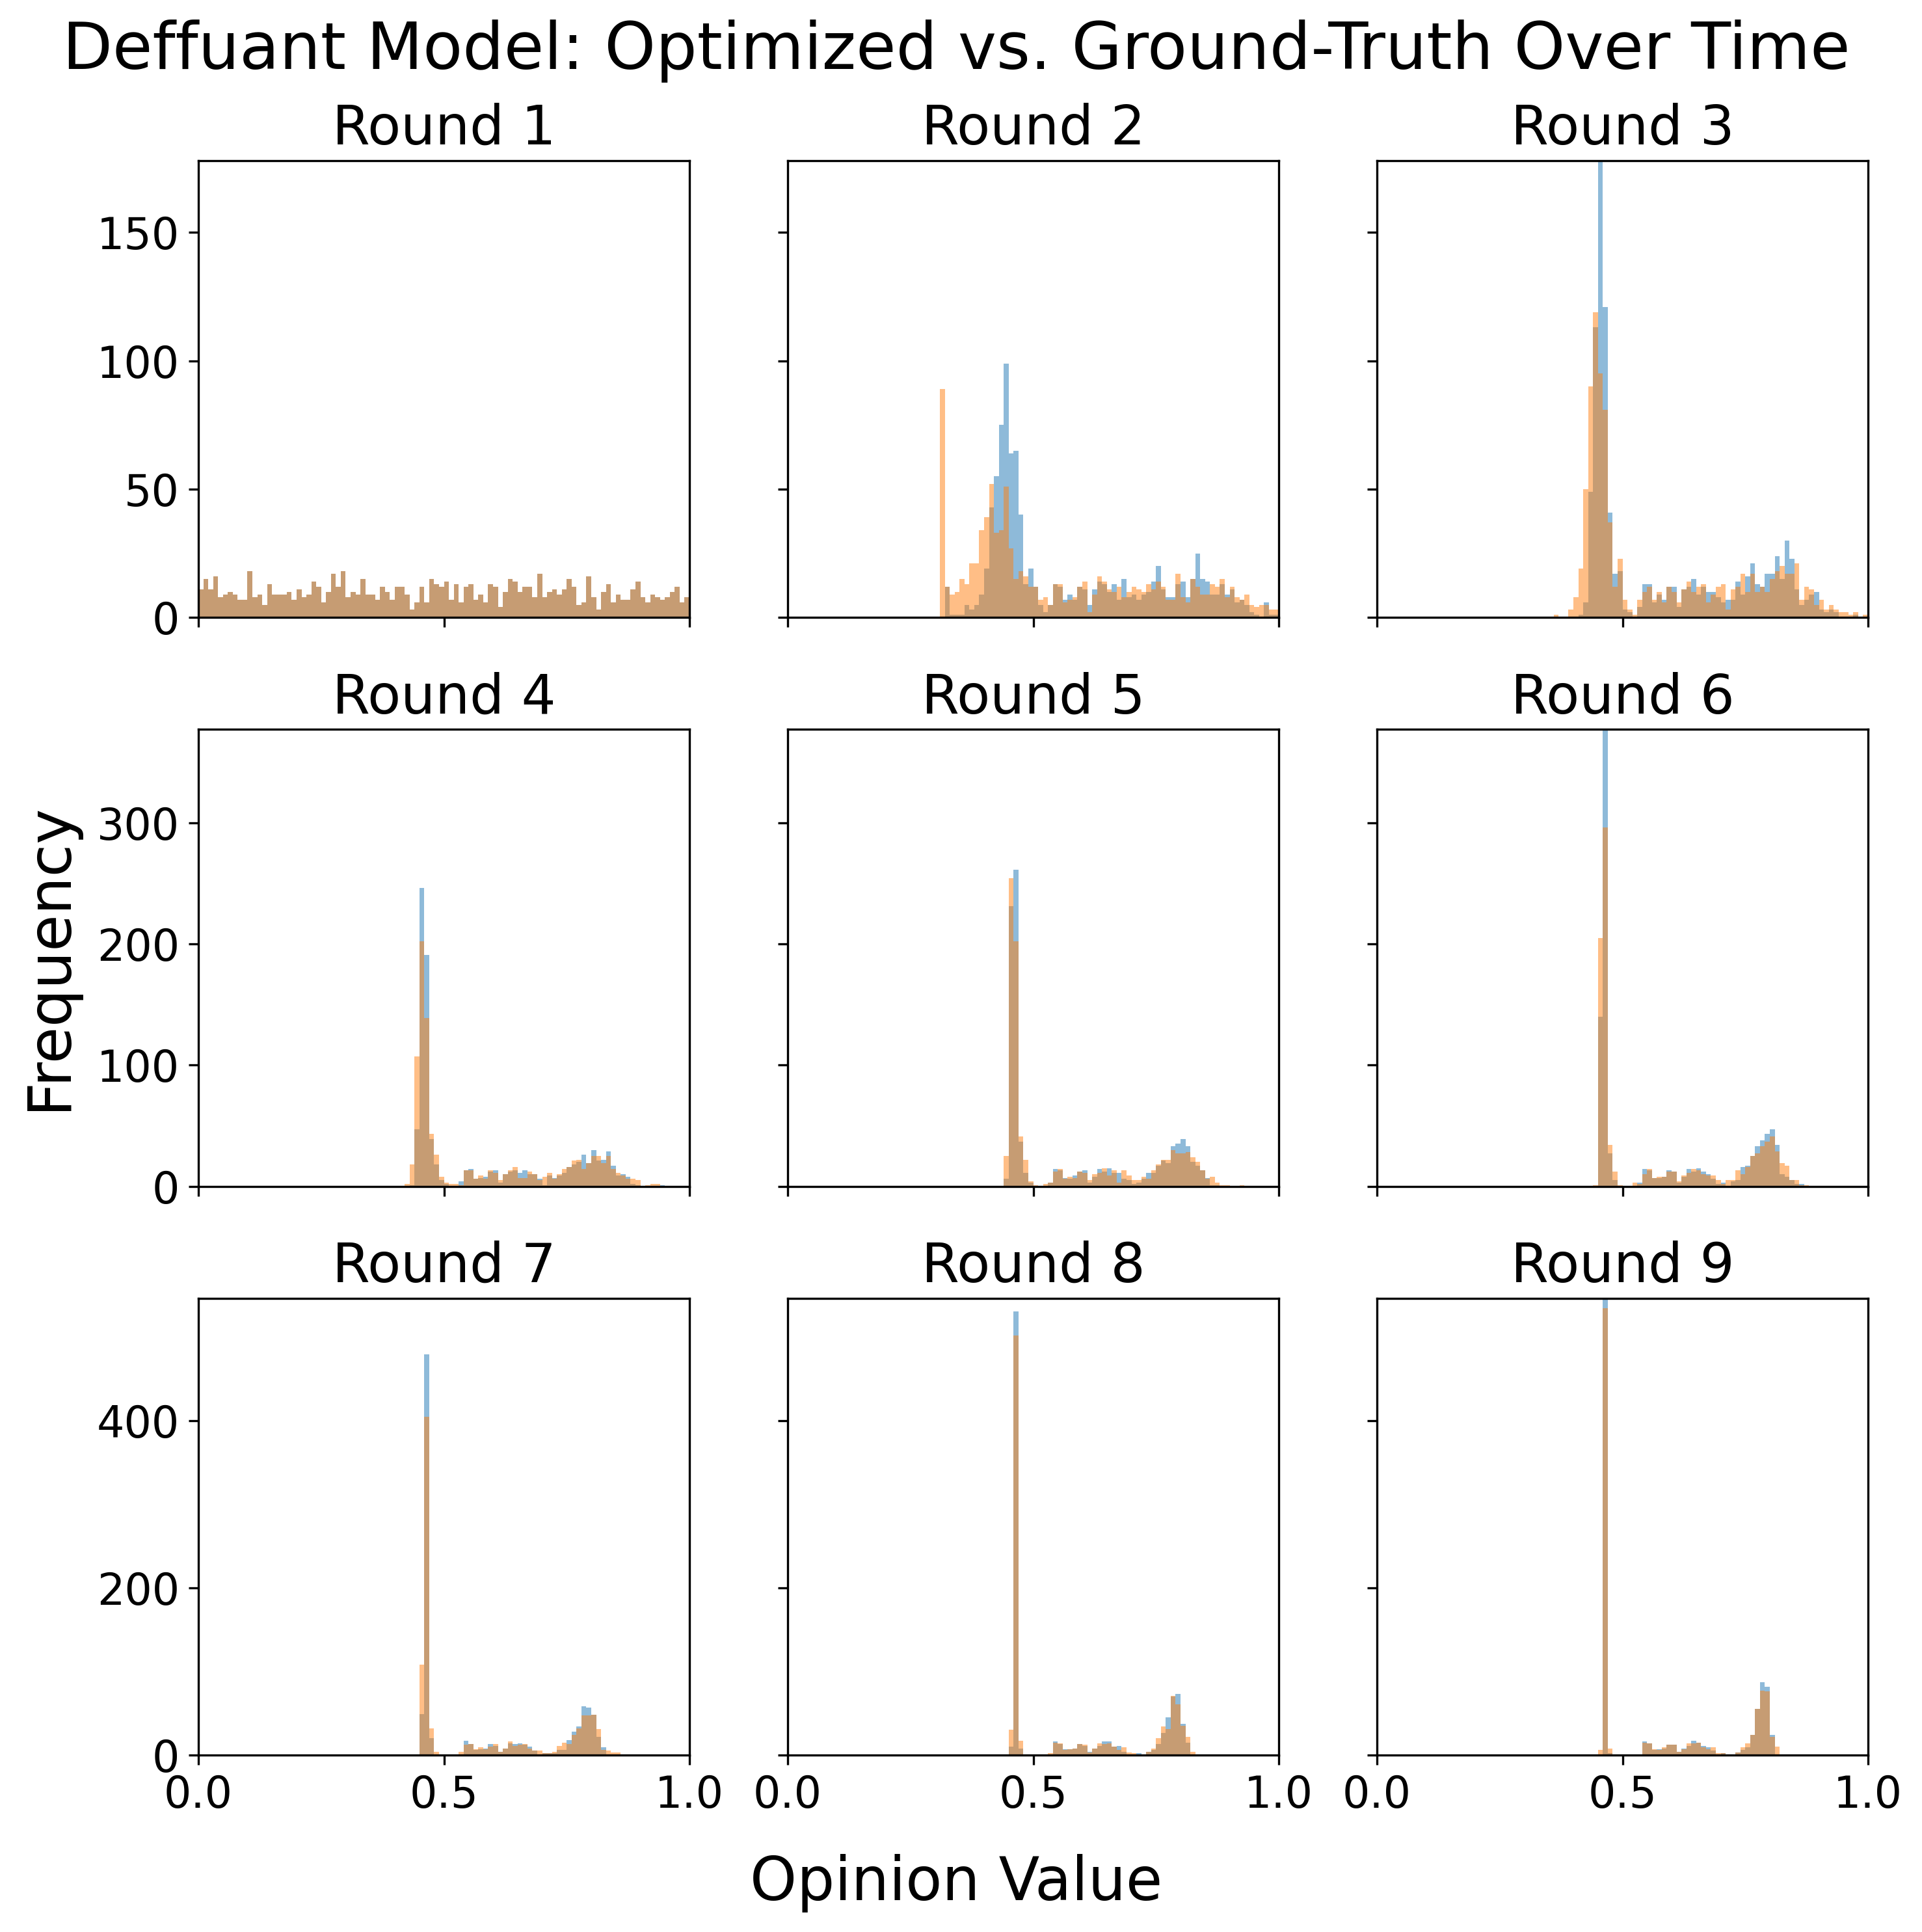 Deffuant Model: Optimized vs. Ground-Truth Over Time
Round 1
Round 2
Round 3
150
100
50
0
Round 4
Round 5
Round 6
300
200
100
0
Frequency
Round 7
Round 8
Round 9
400
200
0
0.0 0.5 1.0 0.0 0.5 1.0 0.0 0.5 1.0
Opinion Value